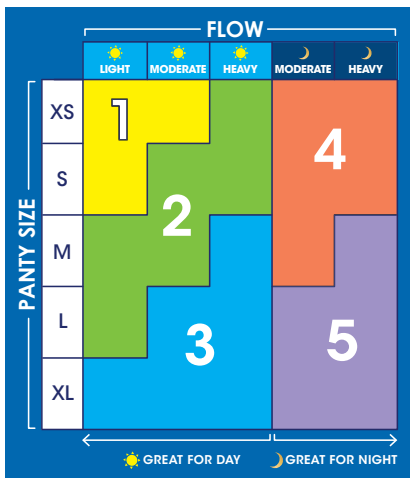 FLOW
LIGHT MODERATE HEAVY MODERATE HEAVY
PANTY SIZE
XS
1
4
S
2
M
L
3
5
XL
GREAT FOR DAY GREAT FOR NIGHT